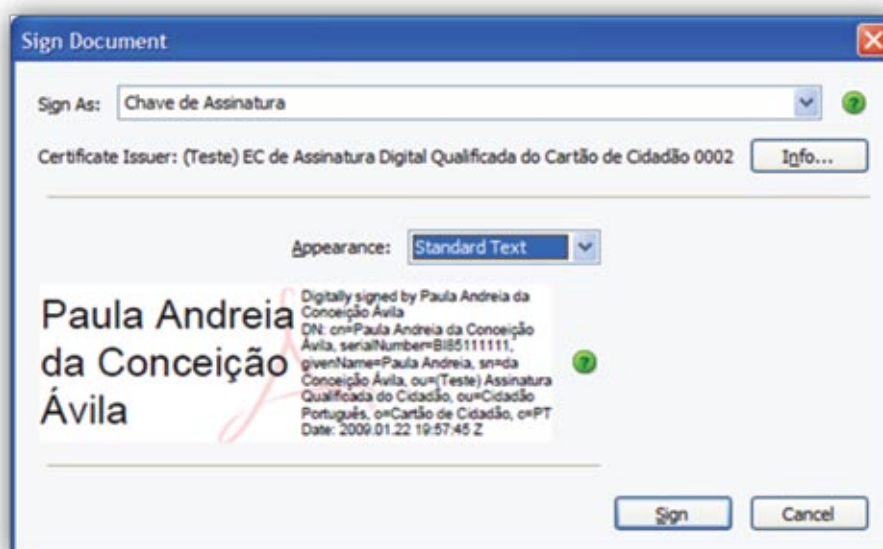 Sign Document
Sign As: Chave de Assinatura
Certificate Issuer: (Teste) EC de Assinatura Digital Qualificada do Cartão de Cidadão 0002 Info...
Appearance: Standard Text
Paula Andreia
da Conceição
Ávila
Digitally signed by Paula Andreia da
Conceição Ávila
DN: cn=Paula Andreia da Conceição
Ávila, serialNumber=BI85111111,
givenName=Paula Andreia, sn=da
Conceição Ávila, ou=(Teste) Assinatura
Qualificada do Cidadão, ou=Cidadão
Português, o=Cartão de Cidadão, c=PT
Date: 2009.01.22 19:57:45 Z
Sign Cancel